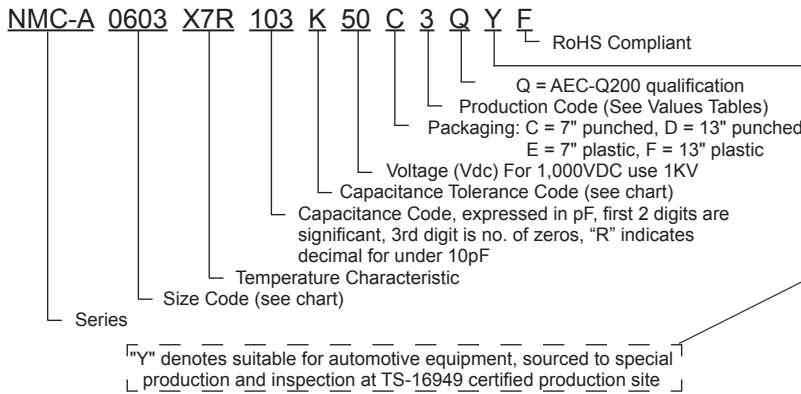 NMC-A 0603 X7R 103 K 50 C 3 Q Y F
RoHS Compliant
Q = AEC-Q200 qualification
Production Code (See Values Tables)
Packaging: C = 7" punched, D = 13" punched
E = 7" plastic, F = 13" plastic
Voltage (Vdc) For 1,000VDC use 1KV
Capacitance Tolerance Code (see chart)
Capacitance Code, expressed in pF, first 2 digits are
significant, 3rd digit is no. of zeros, “R” indicates
decimal for under 10pF
Temperature Characteristic
Size Code (see chart)
Series
"Y" denotes suitable for automotive equipment, sourced to special
production and inspection at TS-16949 certified production site